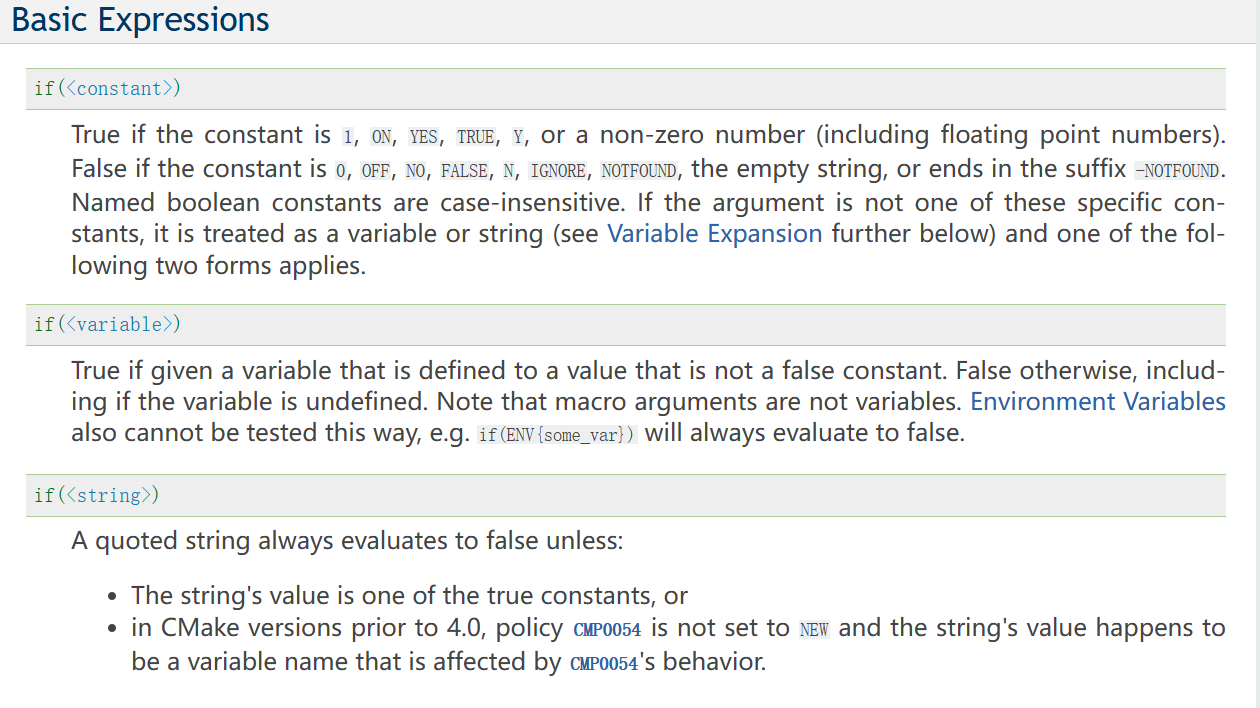 Basic Expressions
if(<constant>)
True if the constant is 1, ON, YES, TRUE, Y, or a non-zero number (including floating point numbers).
False if the constant is 0, OFF, NO, FALSE, N, IGNORE, NOTFOUND, the empty string, or ends in the suffix -NOTFOUND.
Named boolean constants are case-insensitive. If the argument is not one of these specific con-
stants, it is treated as a variable or string (see Variable Expansion further below) and one of the fol-
lowing two forms applies.
if(<variable>)
True if given a variable that is defined to a value that is not a false constant. False otherwise, includ-
ing if the variable is undefined. Note that macro arguments are not variables. Environment Variables
also cannot be tested this way, e.g. if(ENV{some_var}) will always evaluate to false.
if(<string>)
A quoted string always evaluates to false unless:
• The string's value is one of the true constants, or
• in CMake versions prior to 4.0, policy CMP0054 is not set to NEW and the string's value happens to
be a variable name that is affected by CMP0054's behavior.